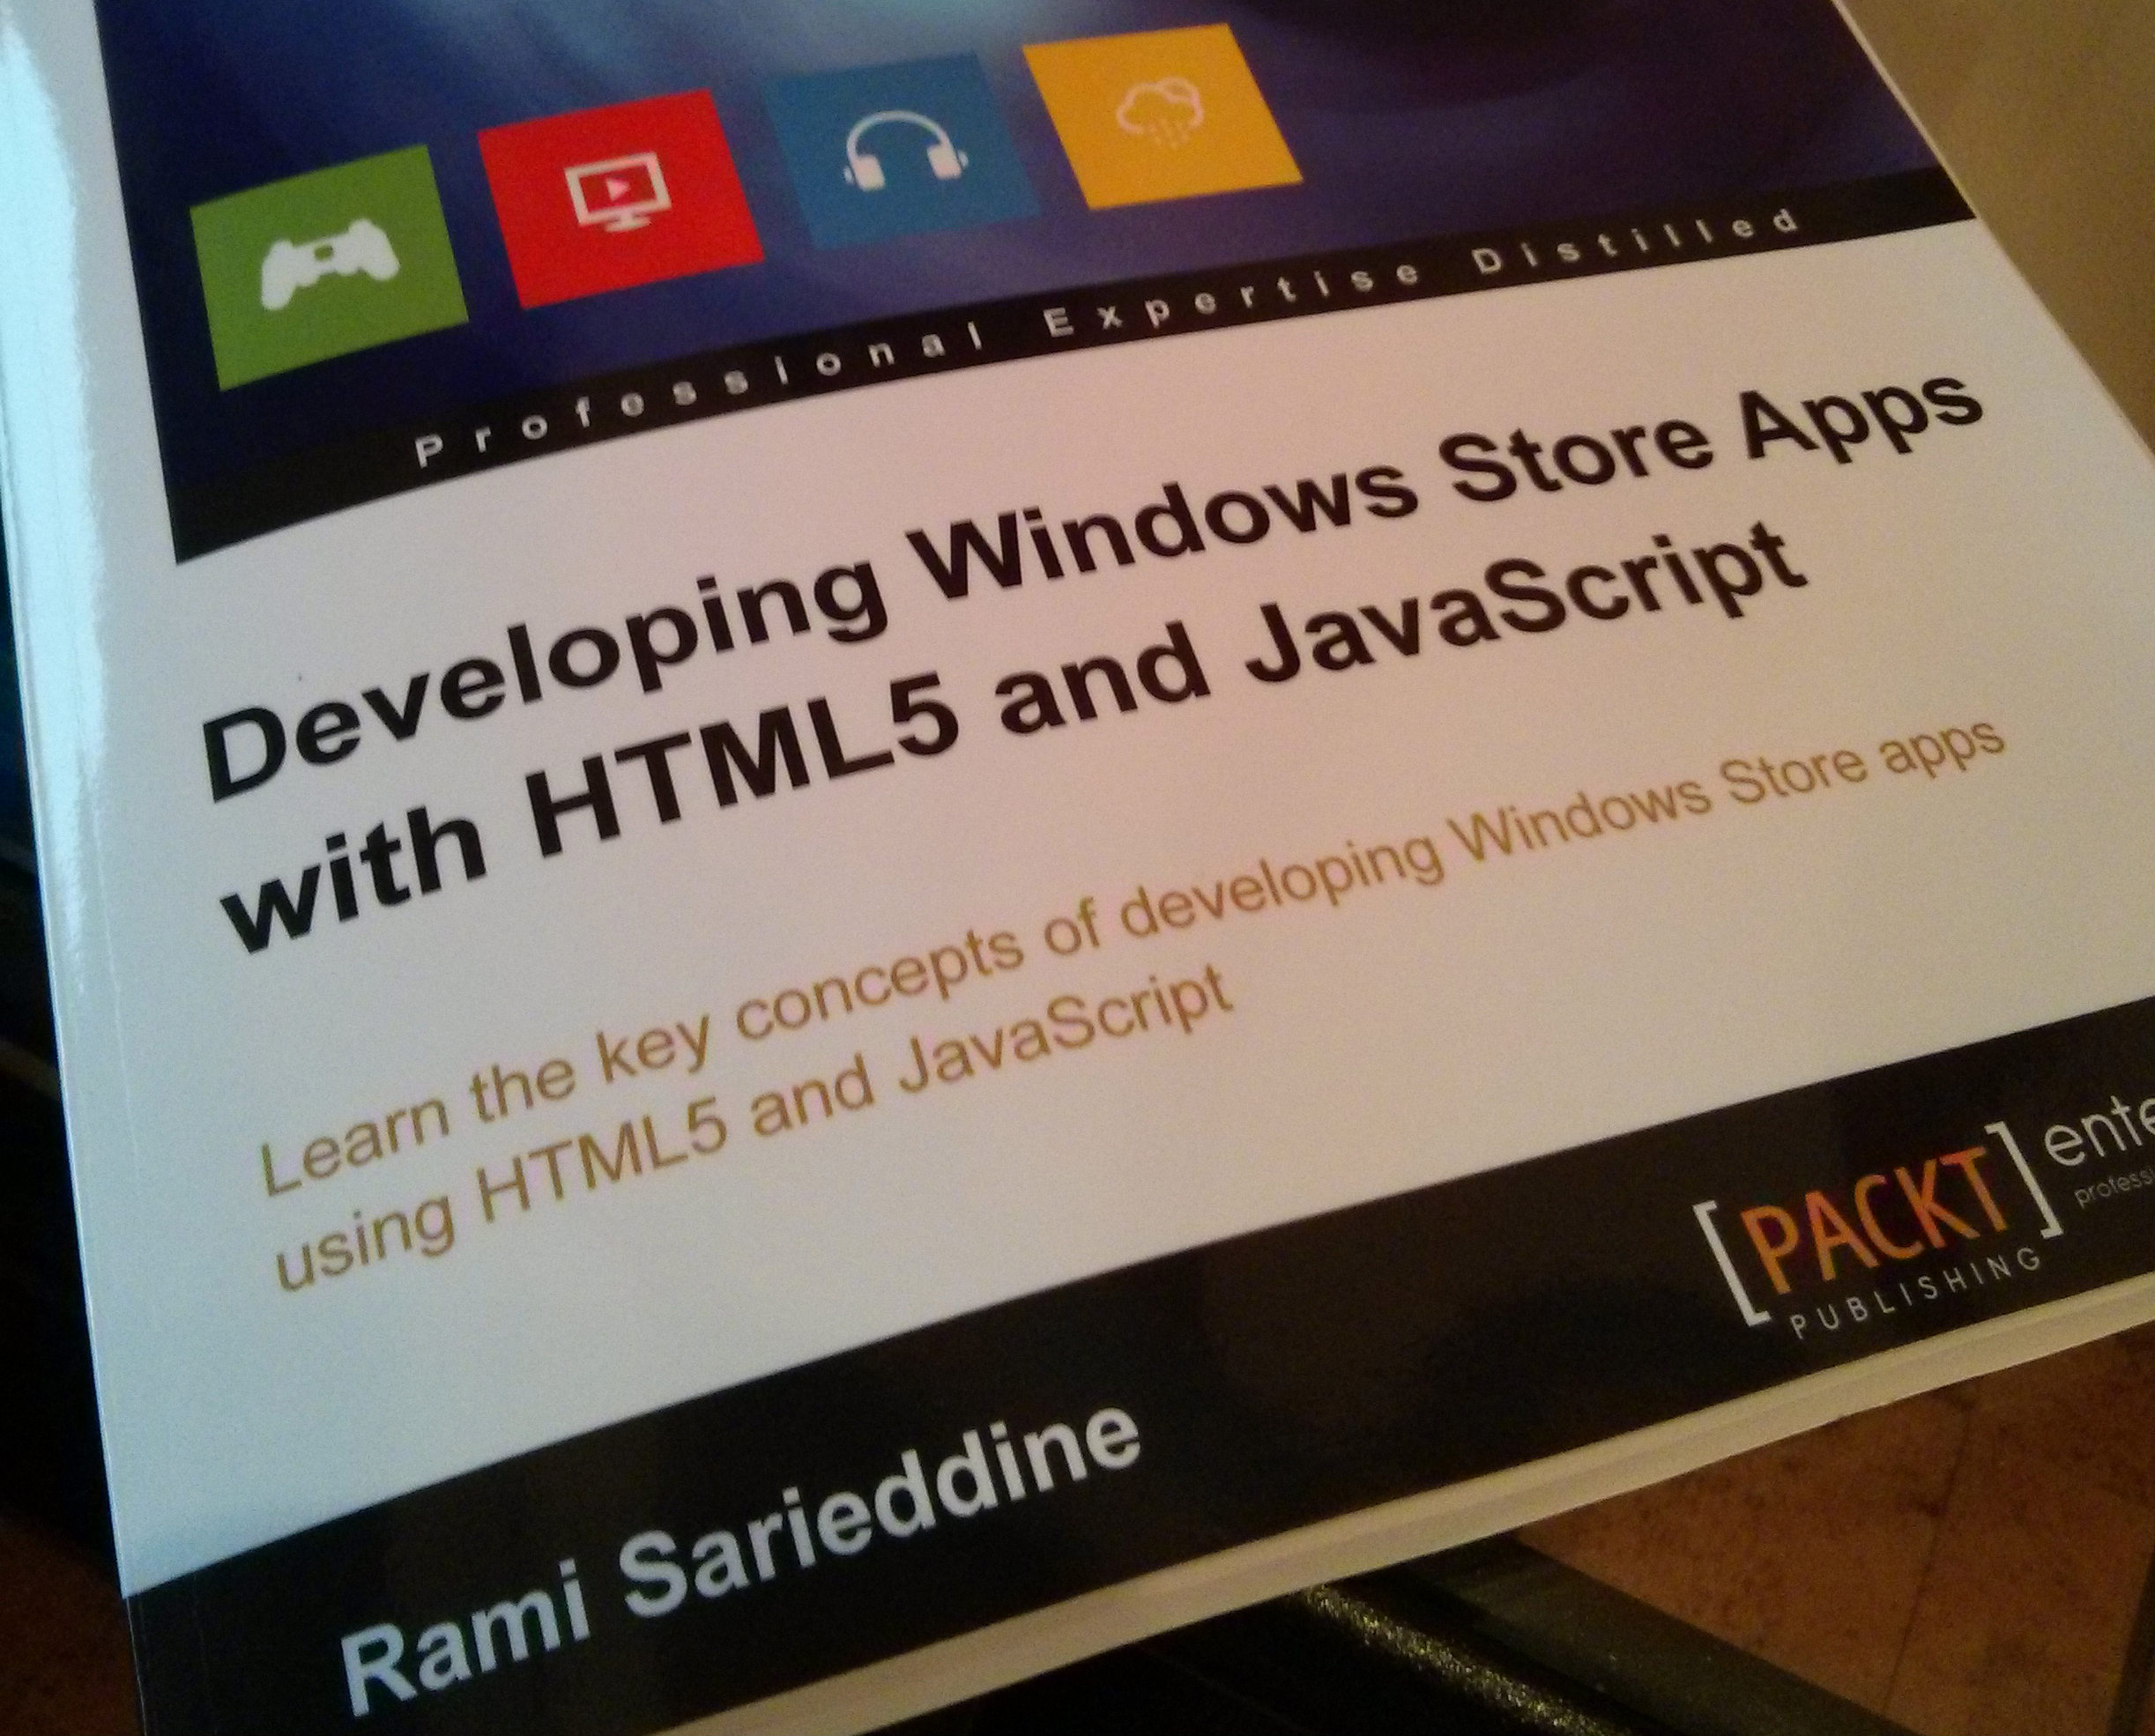 Professional Expertise Distilled
Developing Windows Store Apps
with HTML5 and JavaScript
Learn the key concepts of developing Windows Store apps
using HTML5 and JavaScript
[PACKT]
PUBLISHING
Rami Sarieddine